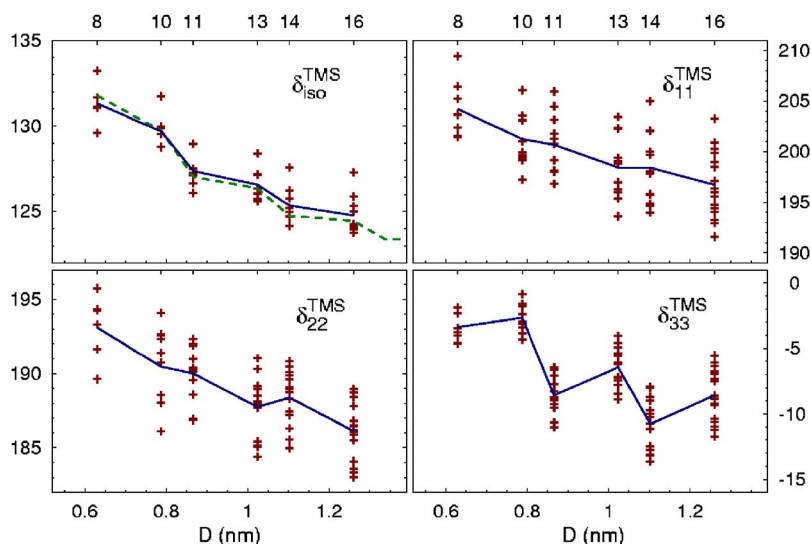 8 10 11 13 14 16 8 10 11 13 14 16
135 δ_iso^TMS δ_11^TMS 210
130 205
200
125 195
190
195 δ_22^TMS δ_33^TMS 0
190 -5
-10
185 -15
0.6 0.8 1 1.2 0.6 0.8 1 1.2
D (nm) D (nm)